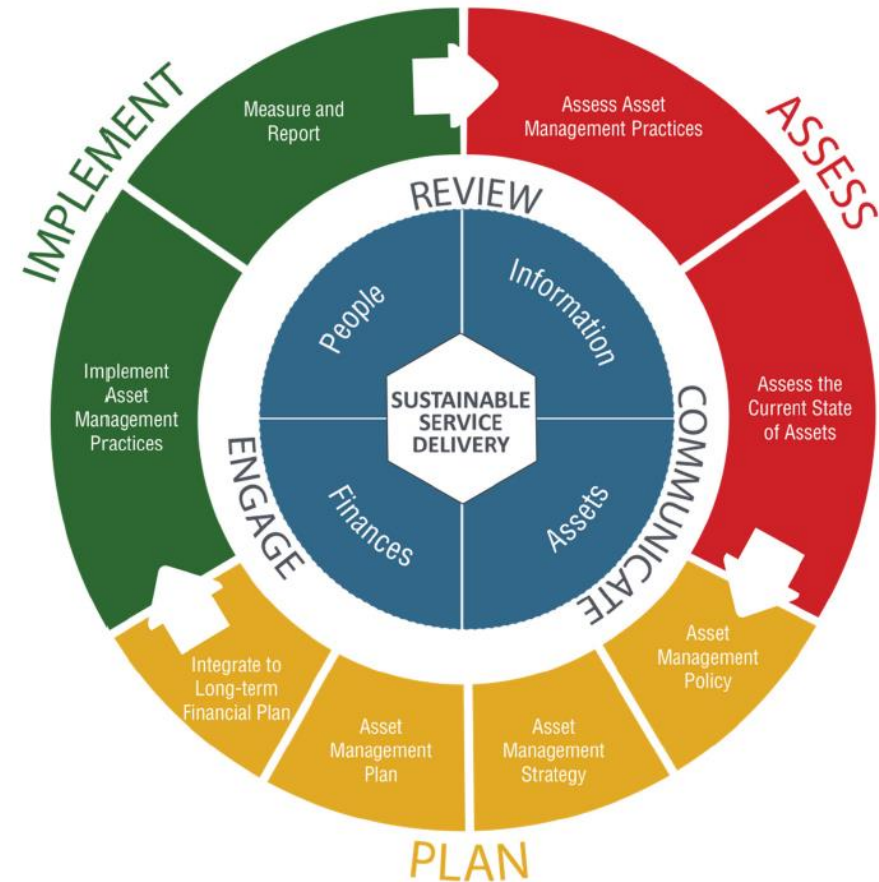 IMPLEMENT
Measure and
Report
Assess Asset
Management Practices
ASSESS
REVIEW
People
Information
Implement
Asset
Management
Practices
SUSTAINABLE
SERVICE
DELIVERY
Assess the
Current State
of Assets
ENGAGE
COMMUNICATE
Finances
Assets
Integrate to
Long-term
Financial Plan
Asset
Management
Plan
Asset
Management
Strategy
Asset
Management
Policy
PLAN